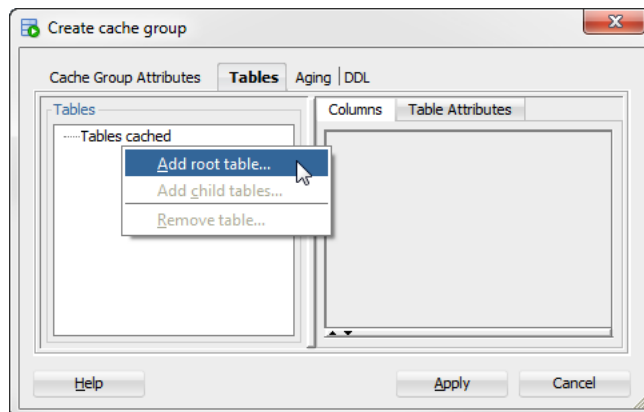 Create cache group
Cache Group Attributes Tables Aging DDL
Tables
Tables cached
Add root table...
Add child tables...
Remove table...
Columns Table Attributes
Help Apply Cancel